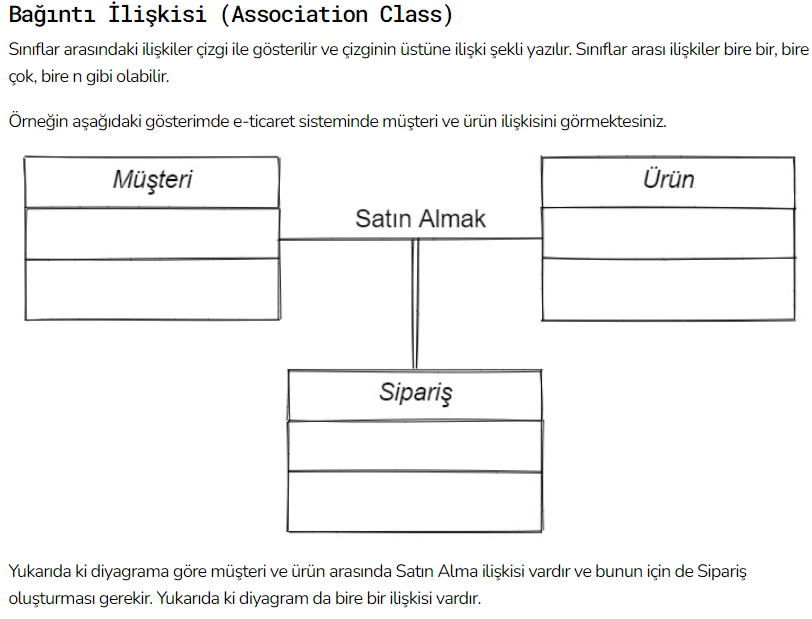 Bağıntı İlişkisi (Association Class)
Sınıflar arasındaki ilişkiler çizgi ile gösterilir ve çizginin üstüne ilişki şekli yazılır. Sınıflar arası ilişkiler bire bir, bire
çok, bire n gibi olabilir.
Örneğin aşağıdaki gösterimde e-ticaret sisteminde müşteri ve ürün ilişkisini görmektesiniz.
Müşteri
Ürün
Satın Almak
Sipariş
Yukarıda ki diyagrama göre müşteri ve ürün arasında Satın Alma ilişkisi vardır ve bunun için de Sipariş
oluşturması gerekir. Yukarıda ki diyagram da bire bir ilişkisi vardır.